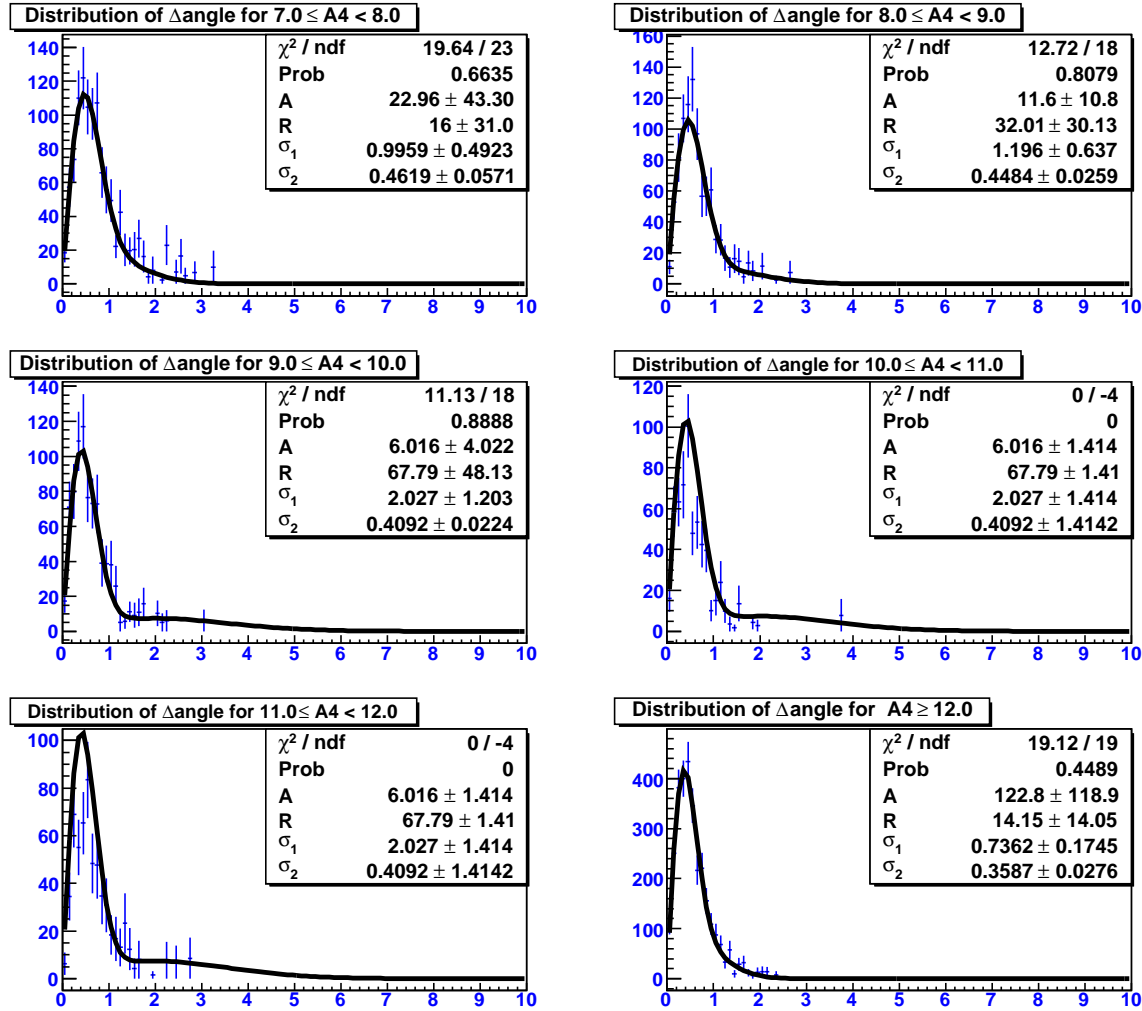 Distribution of Δangle for 7.0 ≤ A4 < 8.0
χ² / ndf 19.64 / 23
Prob 0.6635
A 22.96 ± 43.30
R 16 ± 31.0
σ₁ 0.9959 ± 0.4923
σ₂ 0.4619 ± 0.0571
140
120
100
80
60
40
20
0
0 1 2 3 4 5 6 7 8 9 10
Distribution of Δangle for 8.0 ≤ A4 < 9.0
χ² / ndf 12.72 / 18
Prob 0.8079
A 11.6 ± 10.8
R 32.01 ± 30.13
σ₁ 1.196 ± 0.637
σ₂ 0.4484 ± 0.0259
160
140
120
100
80
60
40
20
0
0 1 2 3 4 5 6 7 8 9 10
Distribution of Δangle for 9.0 ≤ A4 < 10.0
χ² / ndf 11.13 / 18
Prob 0.8888
A 6.016 ± 4.022
R 67.79 ± 48.13
σ₁ 2.027 ± 1.203
σ₂ 0.4092 ± 0.0224
140
120
100
80
60
40
20
0
0 1 2 3 4 5 6 7 8 9 10
Distribution of Δangle for 10.0 ≤ A4 < 11.0
χ² / ndf 0 / -4
Prob 0
A 6.016 ± 1.414
R 67.79 ± 1.41
σ₁ 2.027 ± 1.414
σ₂ 0.4092 ± 1.4142
120
100
80
60
40
20
0
0 1 2 3 4 5 6 7 8 9 10
Distribution of Δangle for 11.0 ≤ A4 < 12.0
χ² / ndf 0 / -4
Prob 0
A 6.016 ± 1.414
R 67.79 ± 1.41
σ₁ 2.027 ± 1.414
σ₂ 0.4092 ± 1.4142
100
80
60
40
20
0
0 1 2 3 4 5 6 7 8 9 10
Distribution of Δangle for A4 ≥ 12.0
χ² / ndf 19.12 / 19
Prob 0.4489
A 122.8 ± 118.9
R 14.15 ± 14.05
σ₁ 0.7362 ± 0.1745
σ₂ 0.3587 ± 0.0276
400
300
200
100
0
0 1 2 3 4 5 6 7 8 9 10